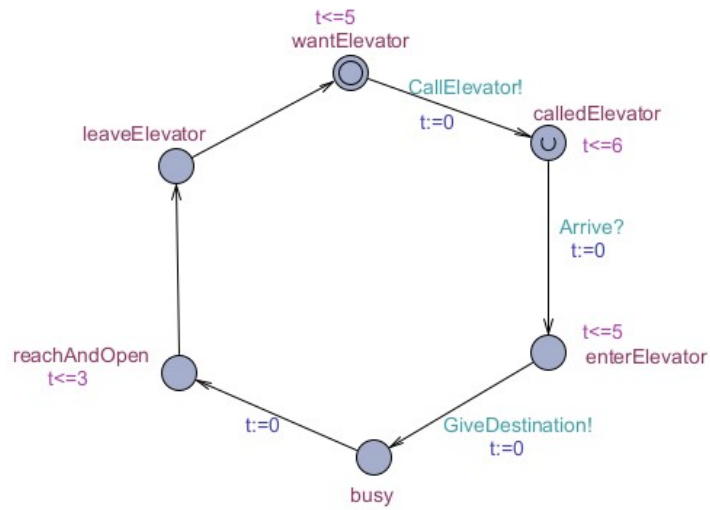 t<=5
wantElevator
CallElevator!
t:=0
calledElevator
U
t<=6
leaveElevator
Arrive?
t:=0
t<=5
enterElevator
reachAndOpen
t<=3
t:=0
GiveDestination!
t:=0
busy